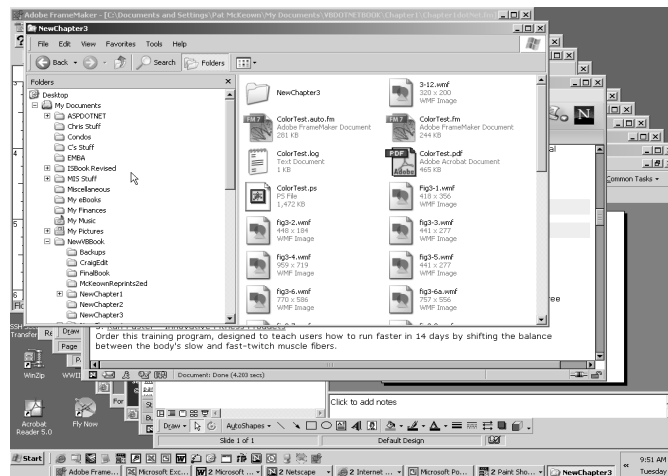 Adobe FrameMaker - [C:\Documents and Settings\Pat McKeown\My Documents\VBDOTNETBOOK\Chapter1\Chapter1
NewChapter3
File Edit View Favorites Tools Help
Back Search Folders
Folders
Desktop
My Documents
ASPDOTNET
Chris Stuff
Condos
C's Stuff
EMBA
ISBook Revised
MIS Stuff
Miscellaneous
My eBooks
My Finances
My Music
My Pictures
NewVBBook
Backups
CraigEdit
FinalBook
McKeownReprints2ed
NewChapter1
NewChapter2
NewChapter3
NewChapter3
3-12.wmf
320 x 200
WMF Image
ColorTest.auto.fm
Adobe FrameMaker Document
281 KB
ColorTest.fm
Adobe FrameMaker Document
244 KB
ColorTest.log
Text Document
1 KB
ColorTest.pdf
Adobe Acrobat Document
465 KB
ColorTest.ps
PS File
1,472 KB
Fig3-1.wmf
418 x 356
WMF Image
fig3-2.wmf
448 x 184
WMF Image
fig3-3.wmf
441 x 277
WMF Image
fig3-4.wmf
959 x 719
WMF Image
fig3-5.wmf
441 x 277
WMF Image
fig3-6.wmf
770 x 586
WMF Image
fig3-6a.wmf
757 x 556
WMF Image
Common Tasks
Order this training program, designed to teach users how to run faster in 14 days by shifting the balance
between the body's slow and fast-twitch muscle fibers.
Document: Done (4.203 secs)
SSH
Transfer
Draw
Page
WinZip
For
Acrobat
Reader 5.0
Fly Now
Click to add notes
Draw AutoShapes
Slide 1 of 1 Default Design
Start
9:51 AM
Adobe Frame... Microsoft Exc... 2 Microsoft ... 2 Netscape 2 Internet ... Microsoft Po... 2 Paint Sho... NewChapter3
Tuesday